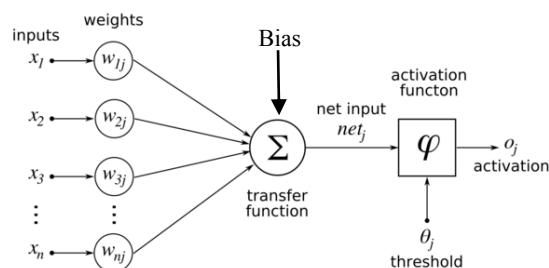 inputs
weights
Bias
x1 w1j
x2 w2j
x3 w3j
xn wnj
Σ
transfer
function
net input
netj
activation
functon
φ
oj
activation
θj
threshold